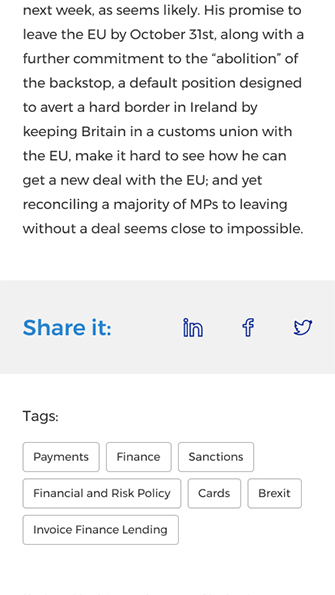 next week, as seems likely. His promise to
leave the EU by October 31st, along with a
further commitment to the “abolition” of
the backstop, a default position designed
to avert a hard border in Ireland by
keeping Britain in a customs union with
the EU, make it hard to see how he can
get a new deal with the EU; and yet
reconciling a majority of MPs to leaving
without a deal seems close to impossible.
Share it:
Tags:
Payments Finance Sanctions
Financial and Risk Policy Cards Brexit
Invoice Finance Lending